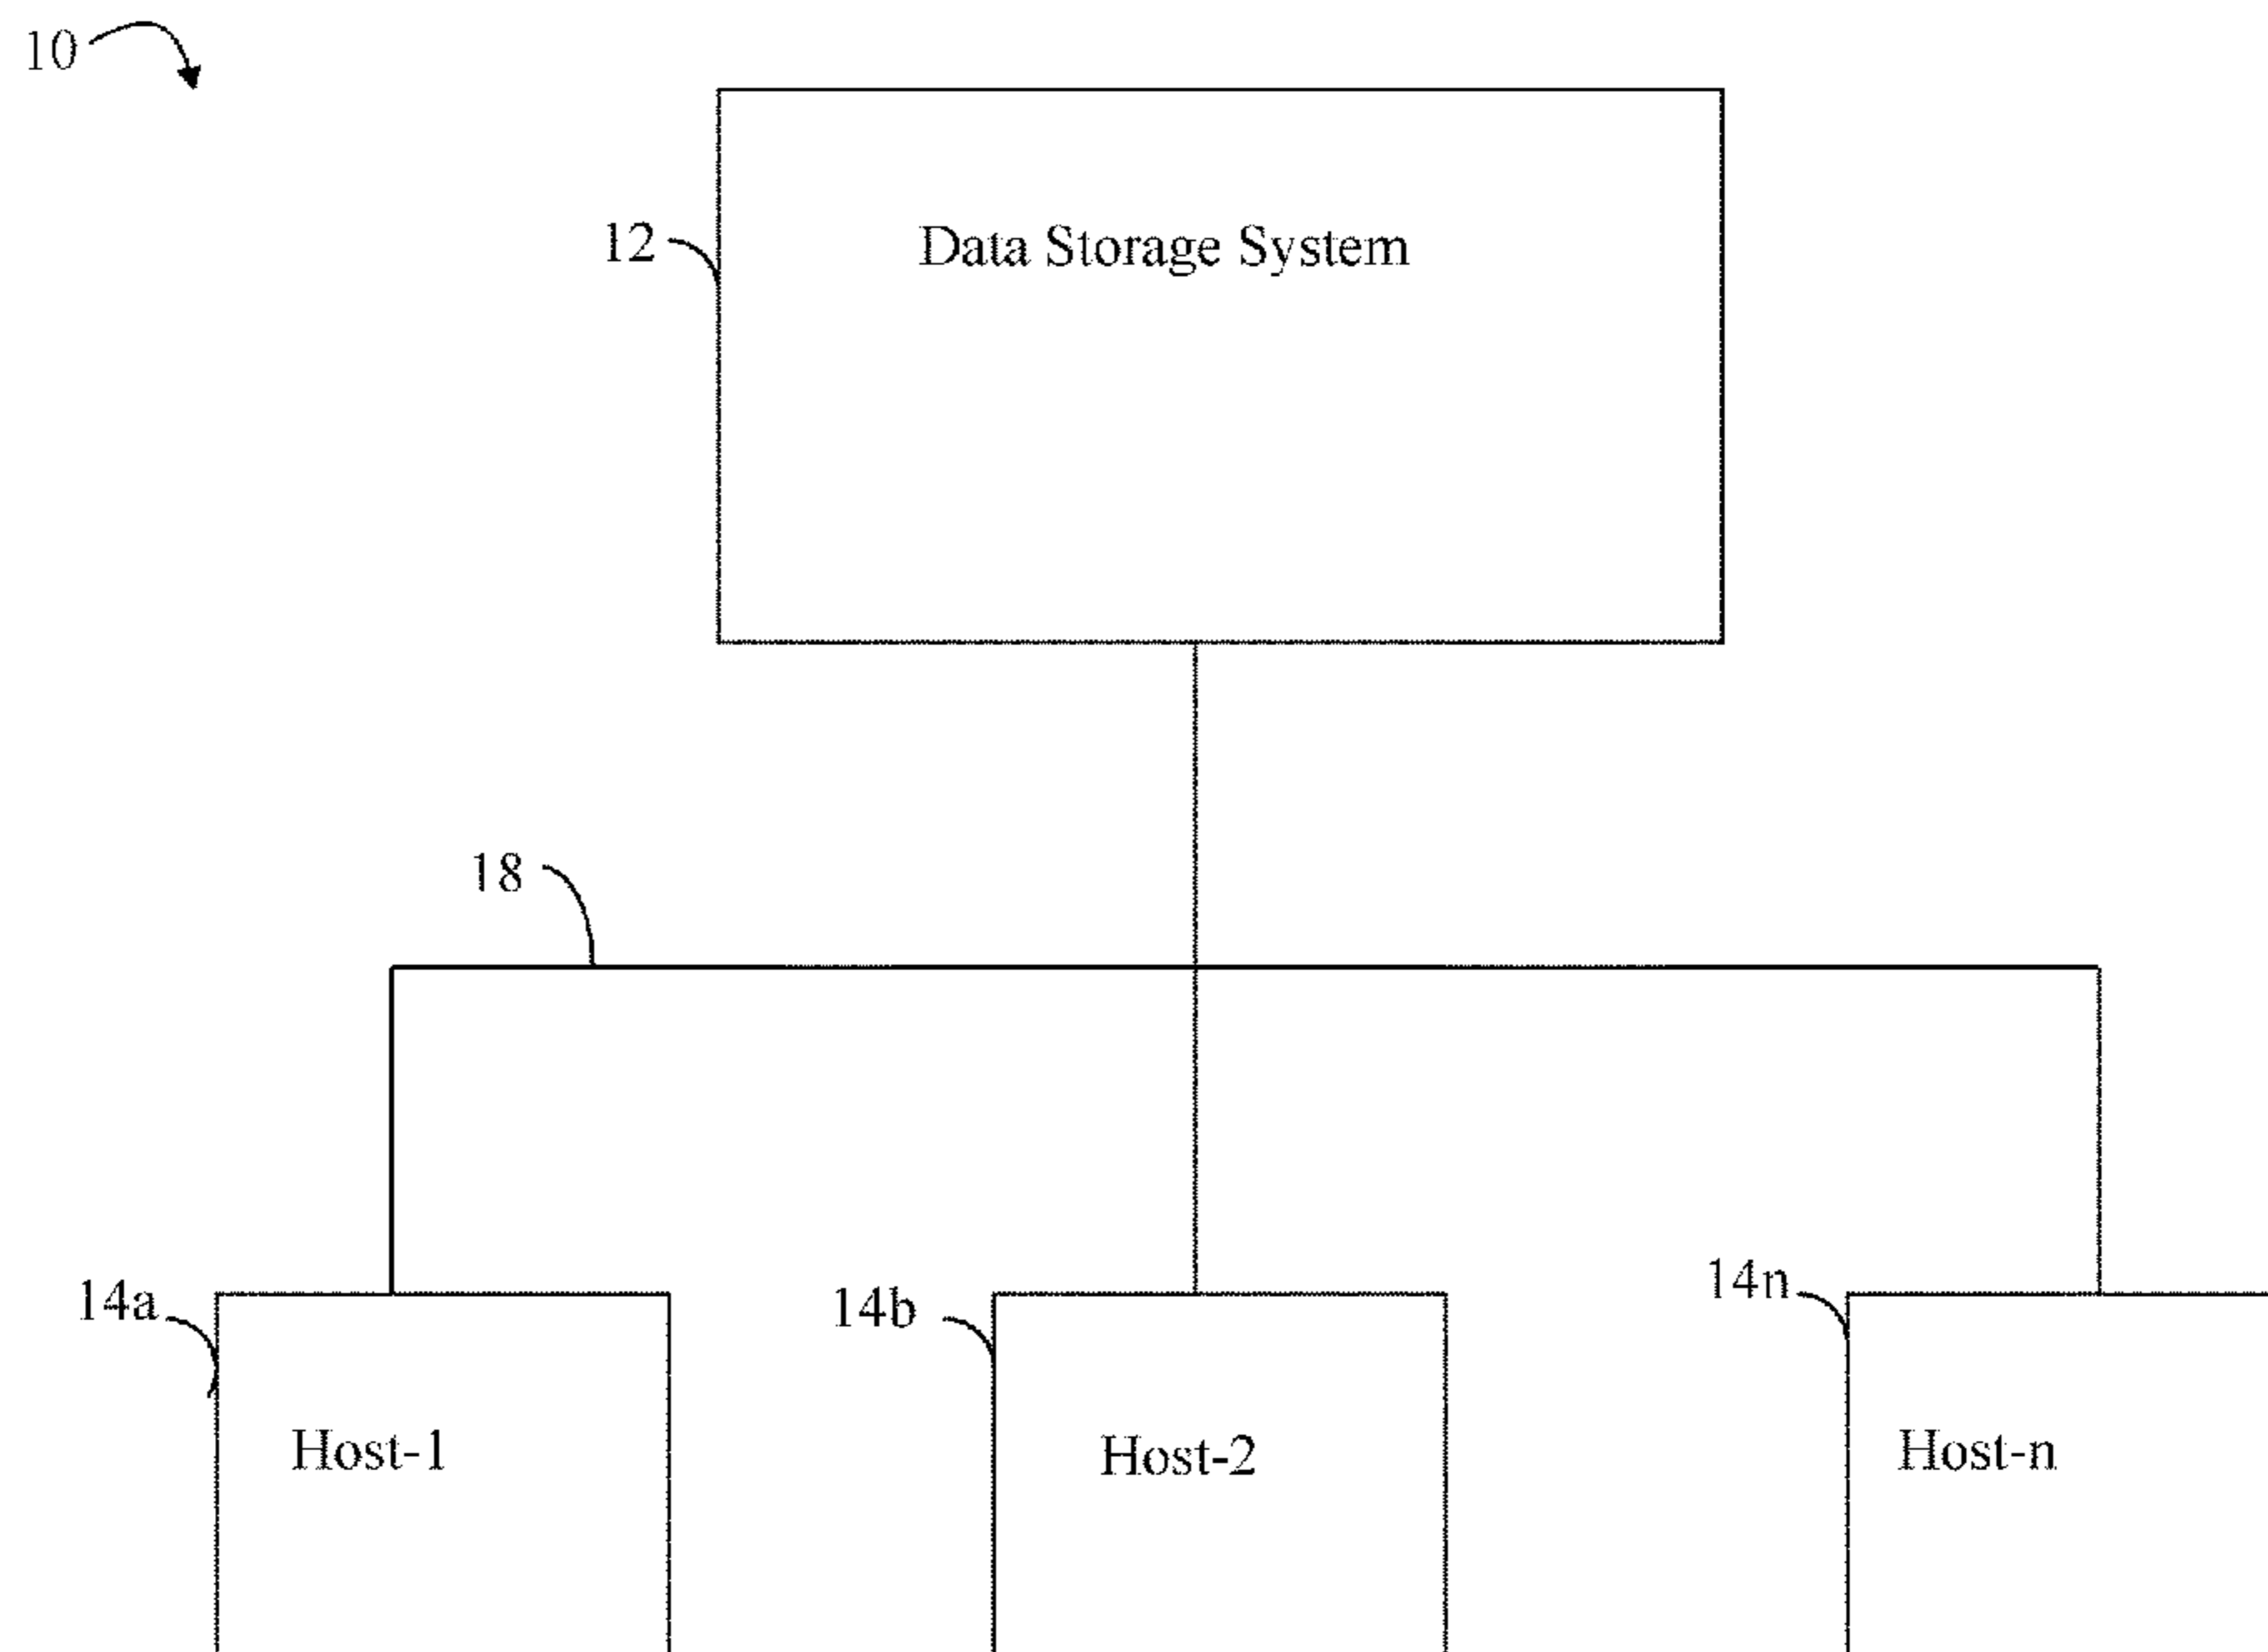 10
12
Data Storage System
18
14a
14b
14n
Host-1
Host-2
Host-n